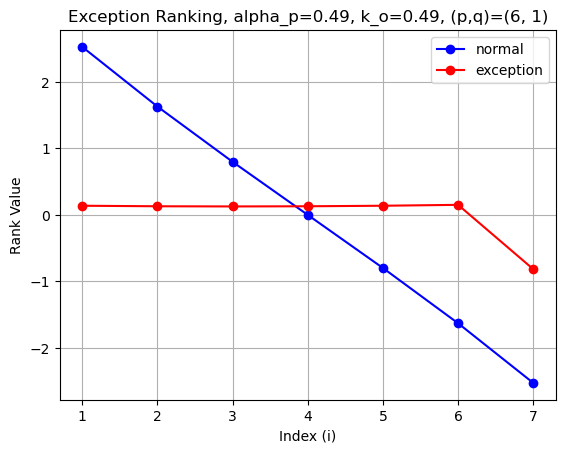 Exception Ranking, alpha_p=0.49, k_o=0.49, (p,q)=(6, 1)
normal
exception
Rank Value
2
1
0
−1
−2
1 2 3 4 5 6 7
Index (i)